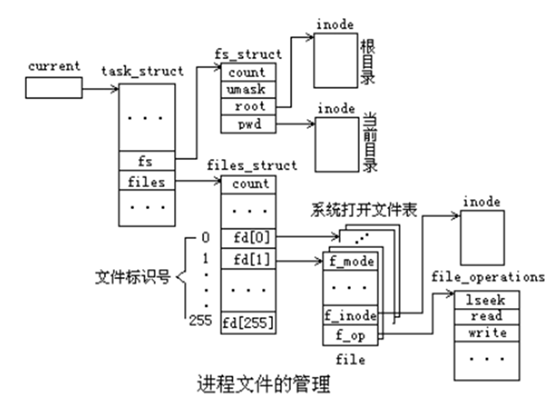 current
task_struct
. . .
fs
files
. . .
fs_struct
count
umask
root
pwd
inode
根目录
inode
当前目录
files_struct
count
. . .
fd[0]
fd[1]
. . .
fd[255]
文件标识号
0
1
.
.
.
255
系统打开文件表
f_mode
. . .
f_inode
f_op
file
inode
file_operations
lseek
read
write
. . .
进程文件的管理